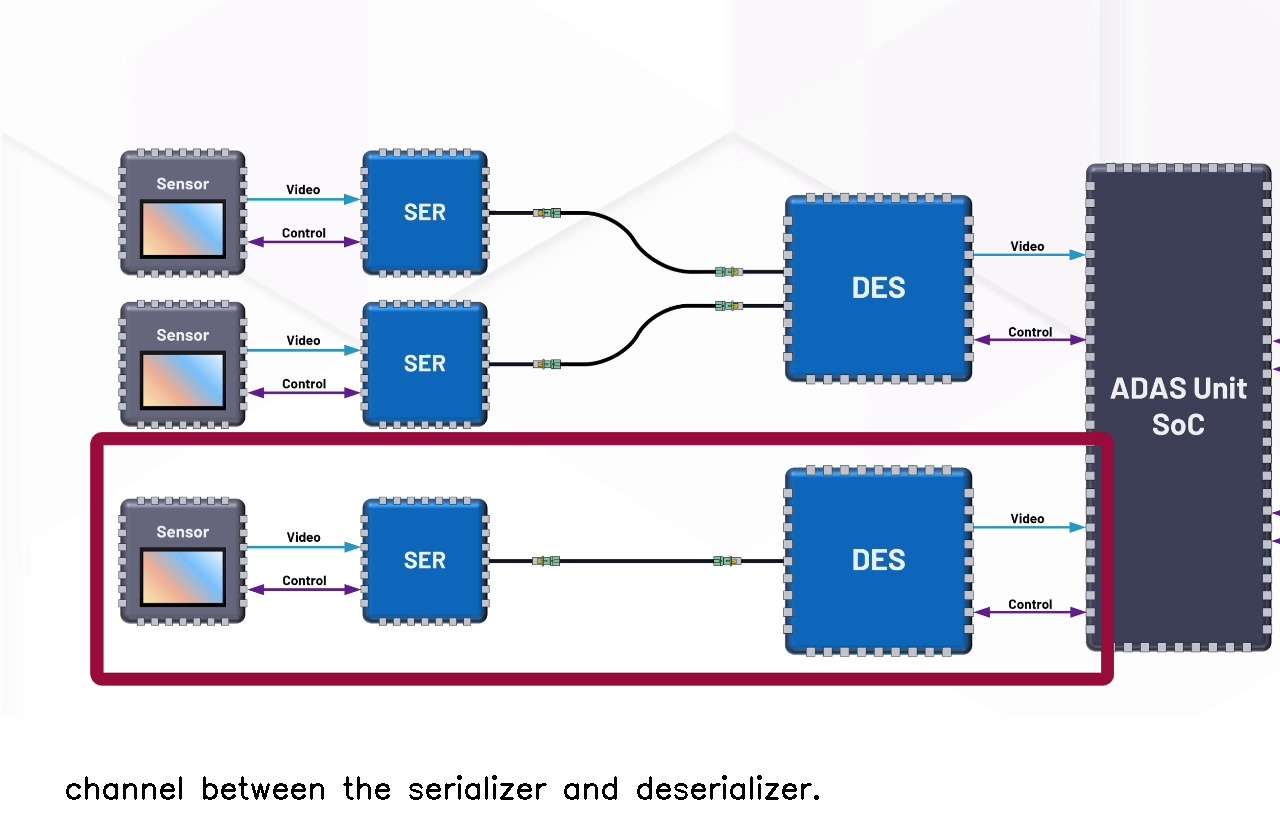 Sensor
Video
Control
SER
Sensor
Video
Control
SER
DES
Video
Control
ADAS Unit
SoC
Sensor
Video
Control
SER
DES
Video
Control
channel between the serializer and deserializer.